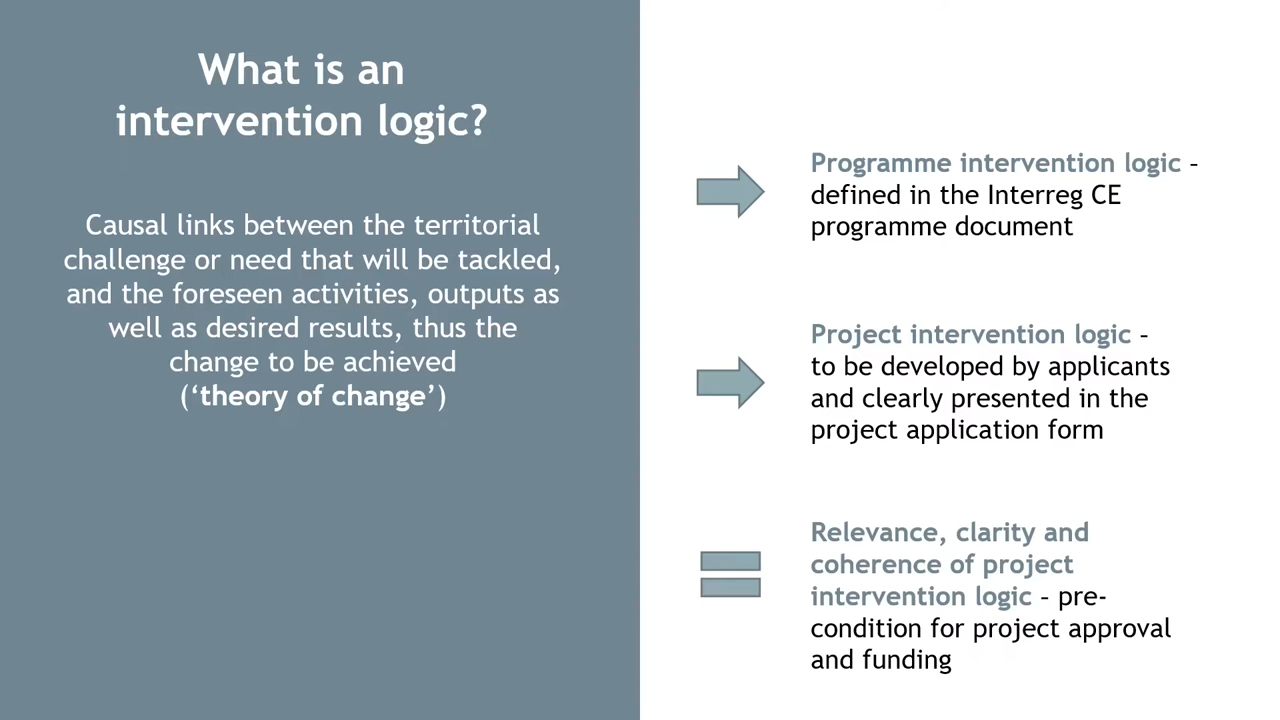 What is an
intervention logic?
Causal links between the territorial
challenge or need that will be tackled,
and the foreseen activities, outputs as
well as desired results, thus the
change to be achieved
(‘theory of change’)
Programme intervention logic –
defined in the Interreg CE
programme document
Project intervention logic –
to be developed by applicants
and clearly presented in the
project application form
Relevance, clarity and
coherence of project
intervention logic – pre-
condition for project approval
and funding